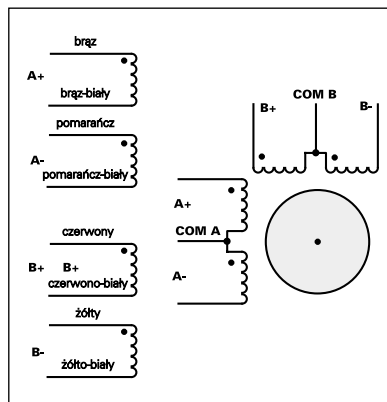 brąz
A+
brąz-biały
pomarańcz
A-
pomarańcz-biały
czerwony
B+ B+
czerwono-biały
żółty
B-
żółto-biały
COM B
B+ B-
A+
COM A
A-